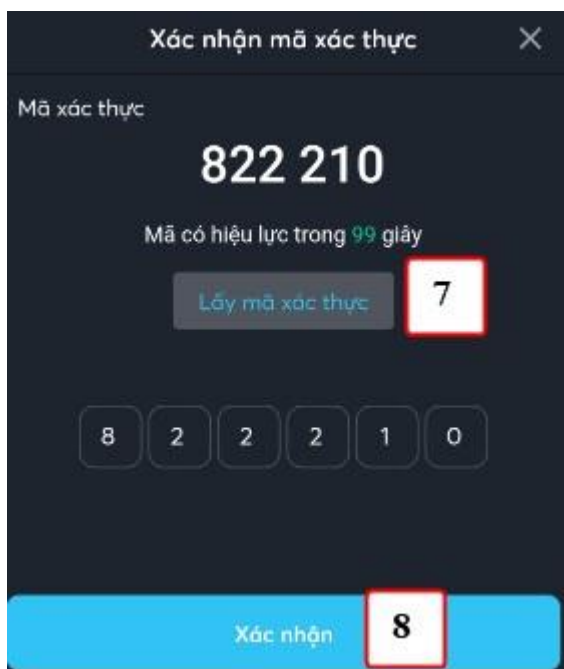 Xác nhận mã xác thực
Mã xác thực
822 210
Mã có hiệu lực trong 99 giây
Lấy mã xác thực 7
8 2 2 2 1 0
Xác nhận 8